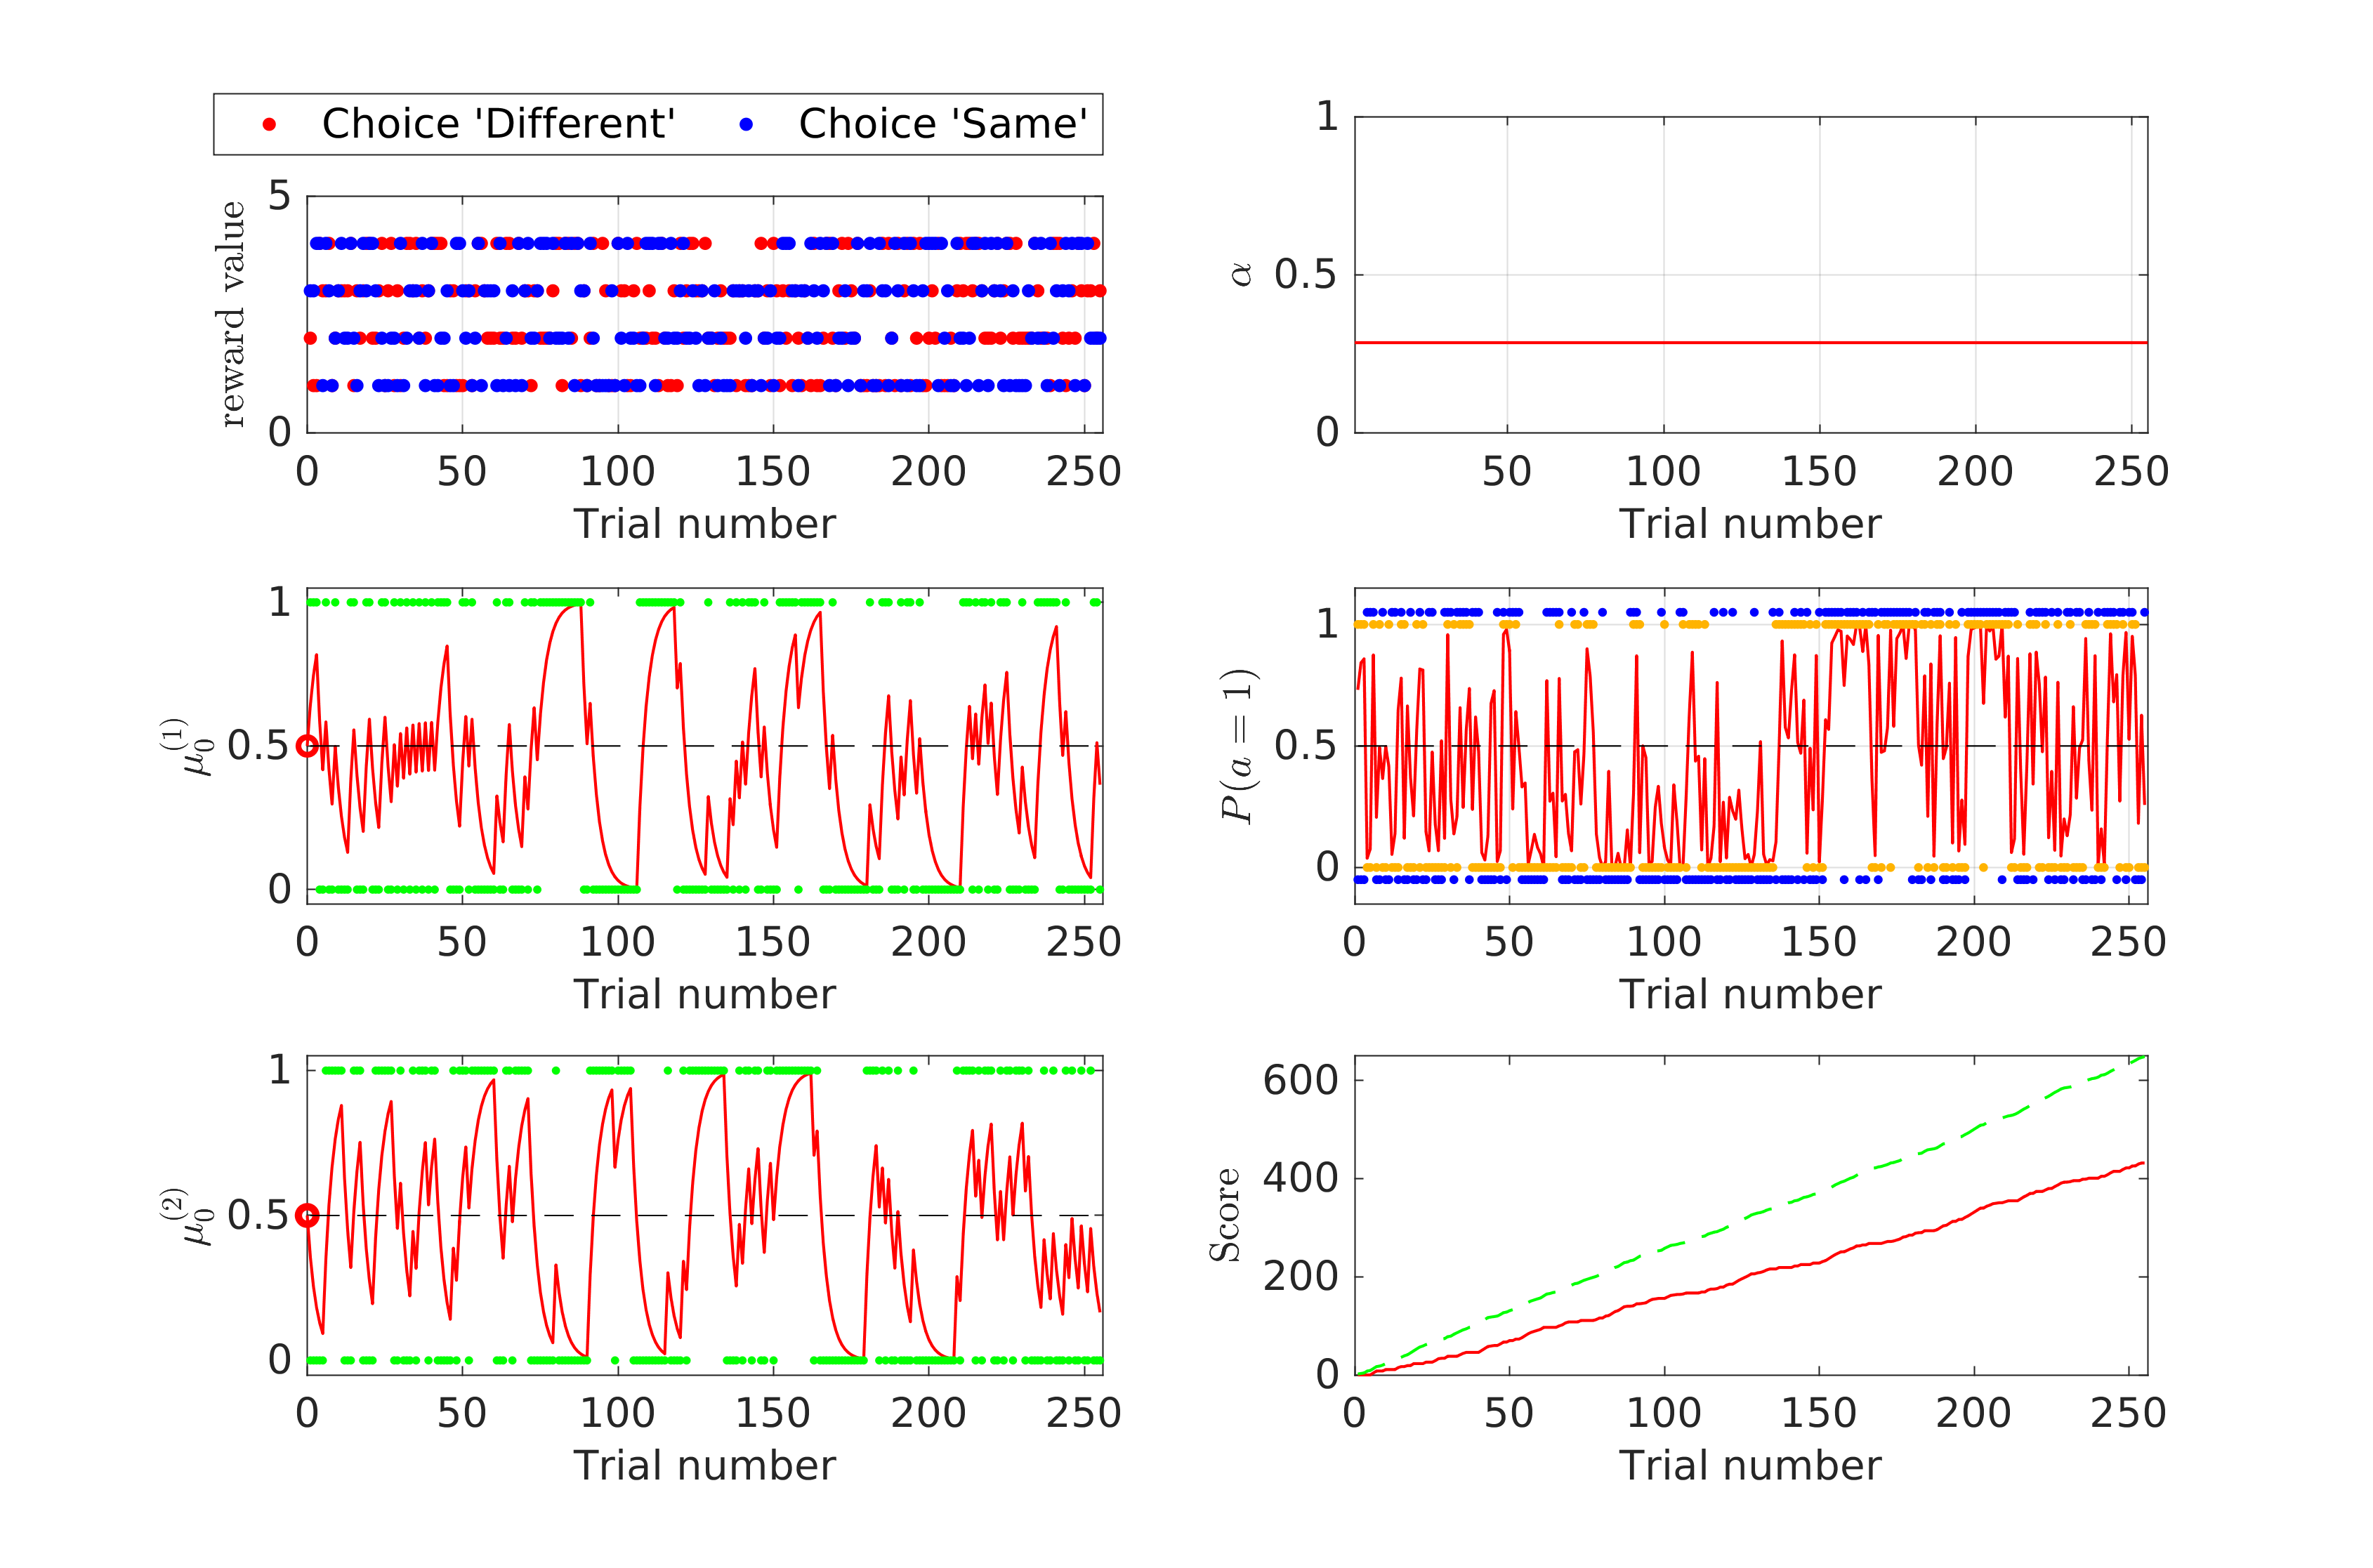 Choice 'Different' Choice 'Same'
5
0
reward value
0 50 100 150 200 250
Trial number
1
0.5
0
α
50 100 150 200 250
Trial number
1
0.5
0
μ₀⁽¹⁾
0 50 100 150 200 250
Trial number
1
0.5
0
P(a = 1)
0 50 100 150 200 250
Trial number
1
0.5
0
μ₀⁽²⁾
0 50 100 150 200 250
Trial number
600
400
200
0
Score
0 50 100 150 200 250
Trial number